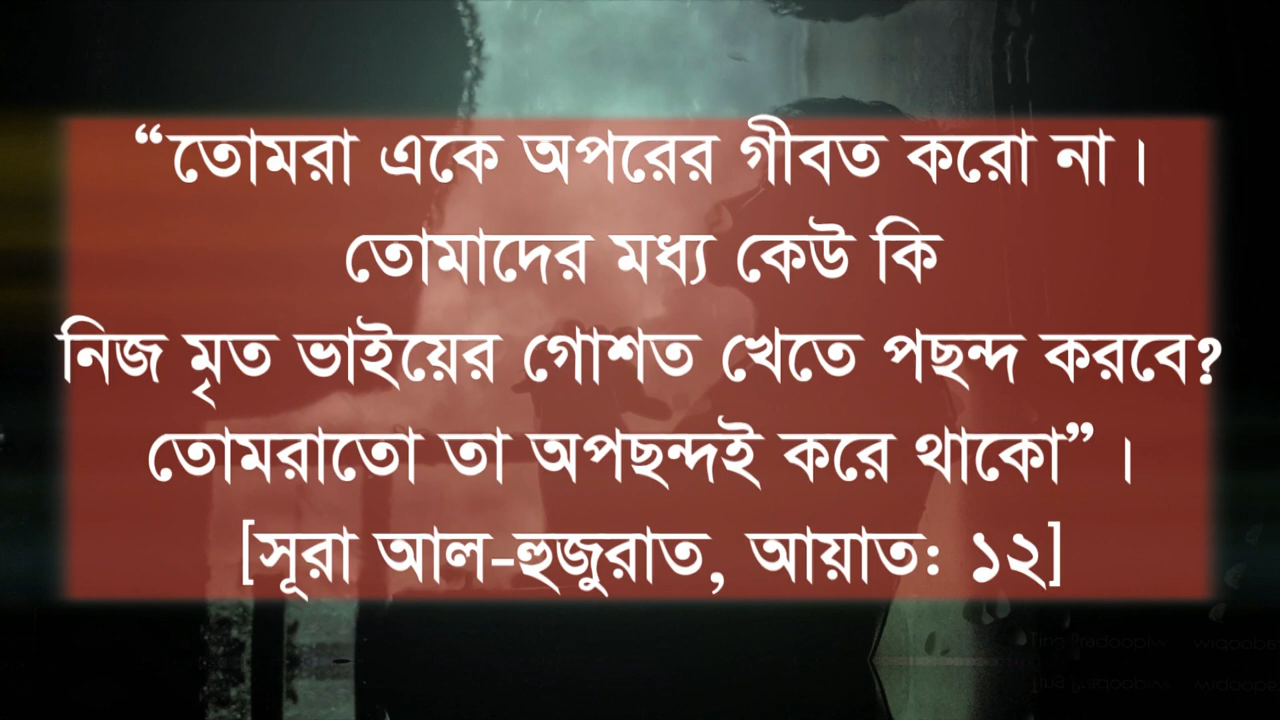 “তোমরা একে অপরের গীবত করো না।
তোমাদের মধ্য কেউ কি
নিজ মৃত ভাইয়ের গোশত খেতে পছন্দ করবে?
তোমরাতো তা অপছন্দই করে থাকো”।
[সূরা আল-হুজুরাত, আয়াত: ১২]